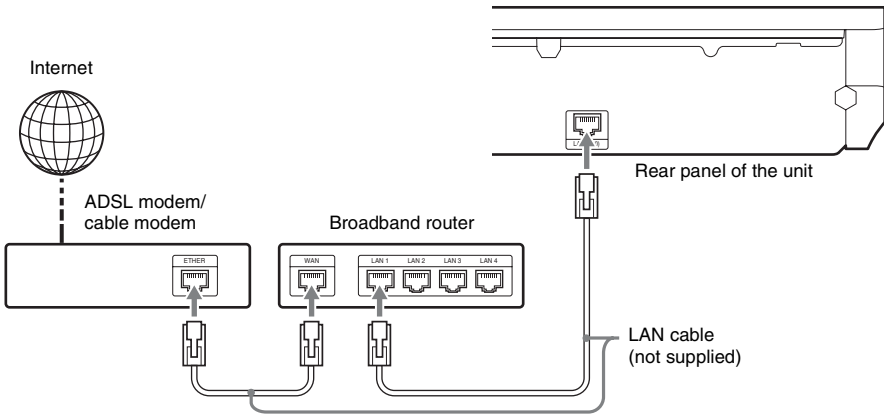 Internet
ADSL modem/
cable modem
Broadband router
Rear panel of the unit
ETHER
WAN
LAN 1
LAN 2
LAN 3
LAN 4
LAN cable
(not supplied)